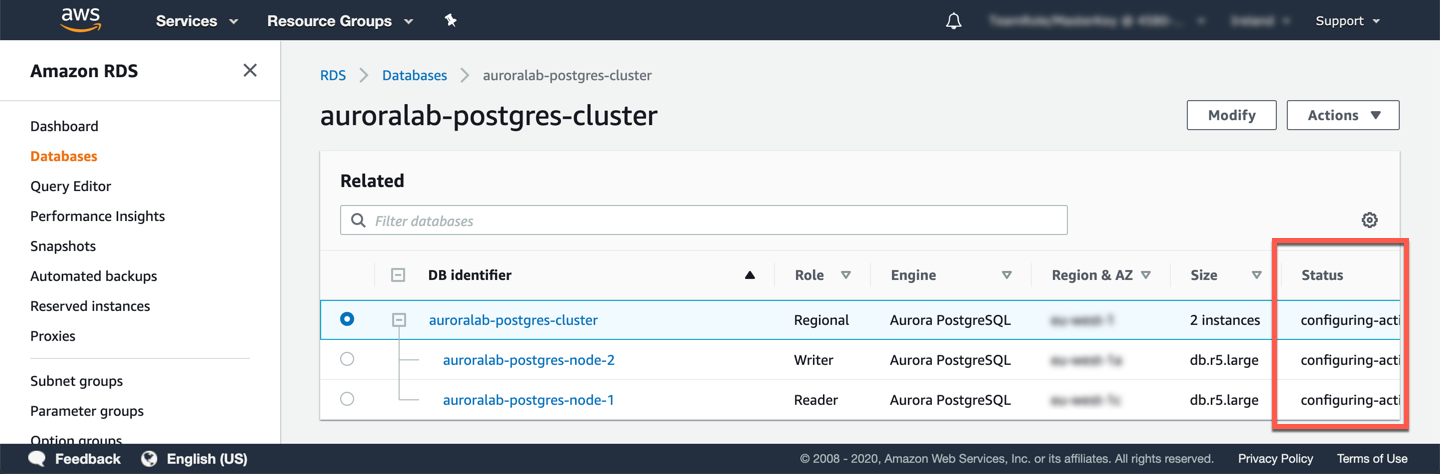 aws Services Resource Groups Support
Amazon RDS
Dashboard
Databases
Query Editor
Performance Insights
Snapshots
Automated backups
Reserved instances
Proxies
Subnet groups
Parameter groups
Option groups
RDS Databases auroralab-postgres-cluster
auroralab-postgres-cluster
Modify Actions
Related
Filter databases
DB identifier Role Engine Region & AZ Size Status
auroralab-postgres-cluster Regional Aurora PostgreSQL 2 instances configuring-acti
auroralab-postgres-node-2 Writer Aurora PostgreSQL db.r5.large configuring-acti
auroralab-postgres-node-1 Reader Aurora PostgreSQL db.r5.large configuring-acti
Feedback English (US) © 2008 - 2020, Amazon Web Services, Inc. or its affiliates. All rights reserved. Privacy Policy Terms of Use